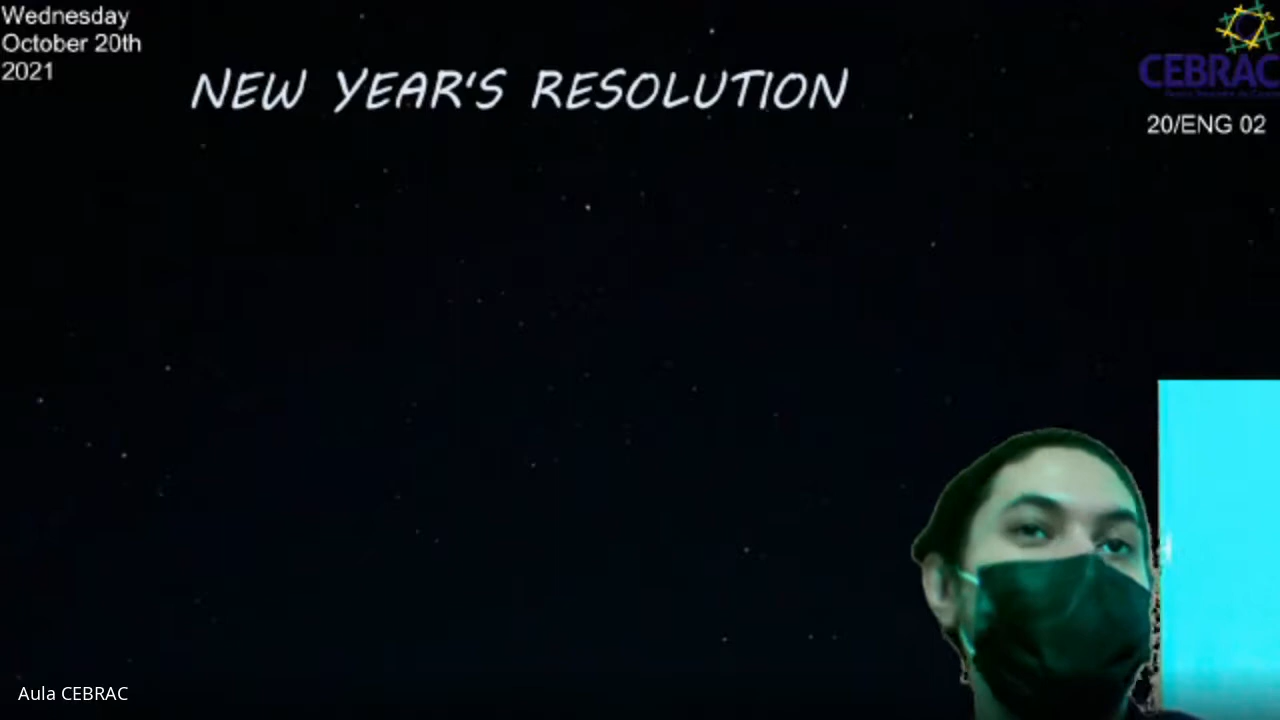 Wednesday
October 20th
2021
NEW YEAR'S RESOLUTION
CEBRAC
20/ENG 02
Aula CEBRAC